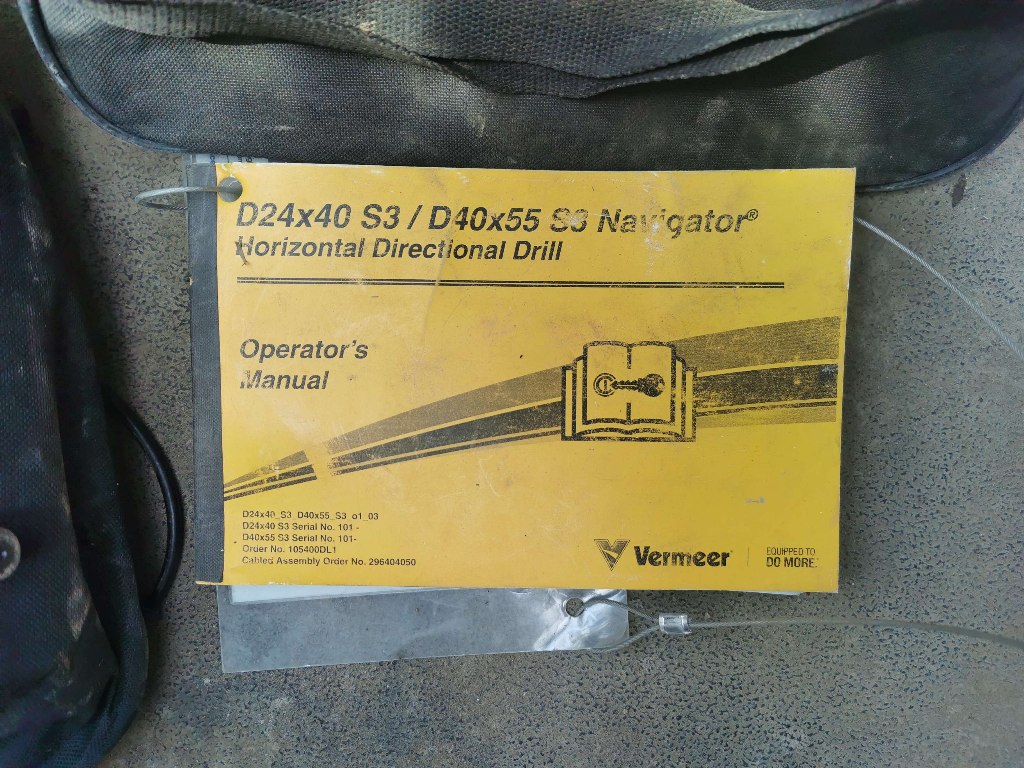 D24x40 S3 / D40x55 S3 Navigator®
Horizontal Directional Drill
Operator's
Manual
D24x40_S3_D40x55_S3_o1_03
D24x40 S3 Serial No. 101 -
D40x55 S3 Serial No. 101-
Order No. 105400DL1
Cabled Assembly Order No. 296404050
Vermeer
EQUIPPED TO
DO MORE.